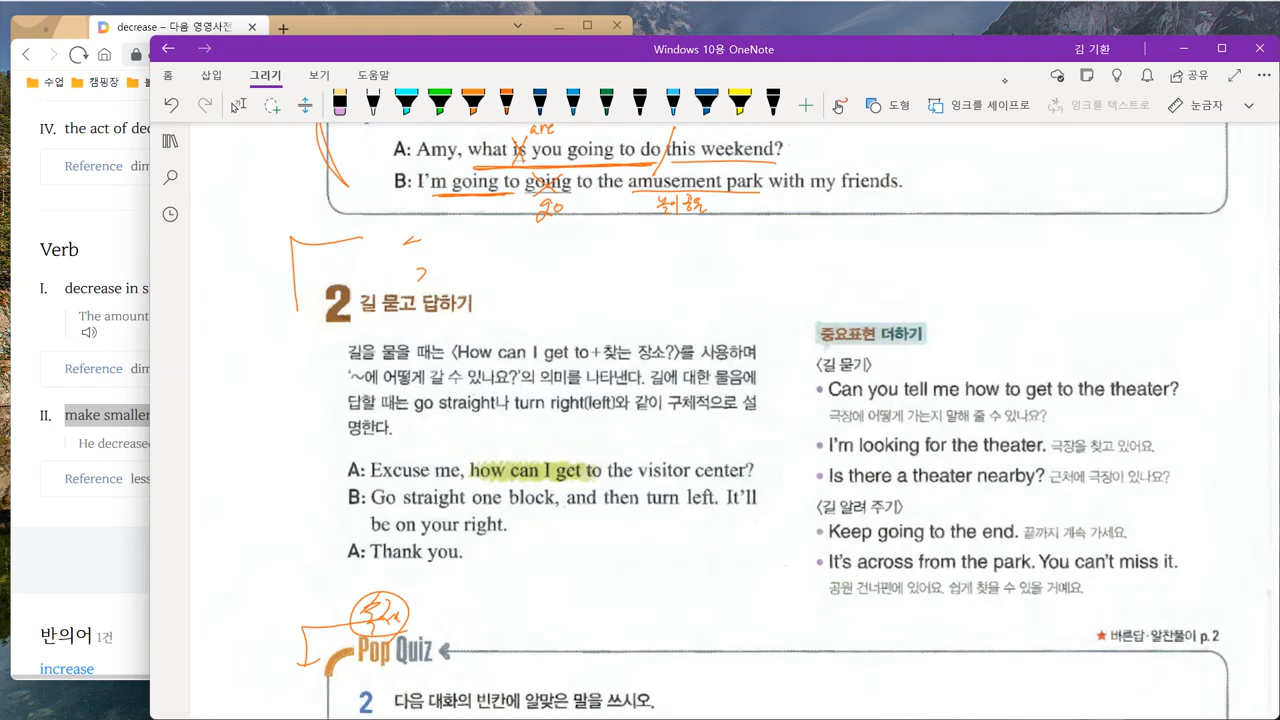 decrease – 다음 영영사전
Windows 10용 OneNote
김 기환
수업
캠핑장
홈
삽입
그리기
보기
도움말
공유
도형
잉크를 셰이프로
잉크를 텍스트로
눈금자
IV. the act of dec
Reference dim
Verb
I. decrease in s
The amount
Reference dim
II. make smaller
He decreased
Reference less
반의어 1건
increase
are
A: Amy, what is you going to do this weekend?
B: I'm going to going to the amusement park with my friends.
go
놀이공원
2 길 묻고 답하기
길을 물을 때는 〈How can I get to+찾는 장소?〉를 사용하며
'~에 어떻게 갈 수 있나요?'의 의미를 나타낸다. 길에 대한 물음에
답할 때는 go straight나 turn right(left)와 같이 구체적으로 설
명한다.
A: Excuse me, how can I get to the visitor center?
B: Go straight one block, and then turn left. It'll
be on your right.
A: Thank you.
중요표현 더하기
〈길 묻기〉
• Can you tell me how to get to the theater?
극장에 어떻게 가는지 말해 줄 수 있나요?
• I'm looking for the theater. 극장을 찾고 있어요.
• Is there a theater nearby? 근처에 극장이 있나요?
〈길 알려 주기〉
• Keep going to the end. 끝까지 계속 가세요.
• It's across from the park. You can't miss it.
공원 건너편에 있어요. 쉽게 찾을 수 있을 거예요.
★ 바른답·알찬풀이 p. 2
Pop Quiz
2 다음 대화의 빈칸에 알맞은 말을 쓰시오.